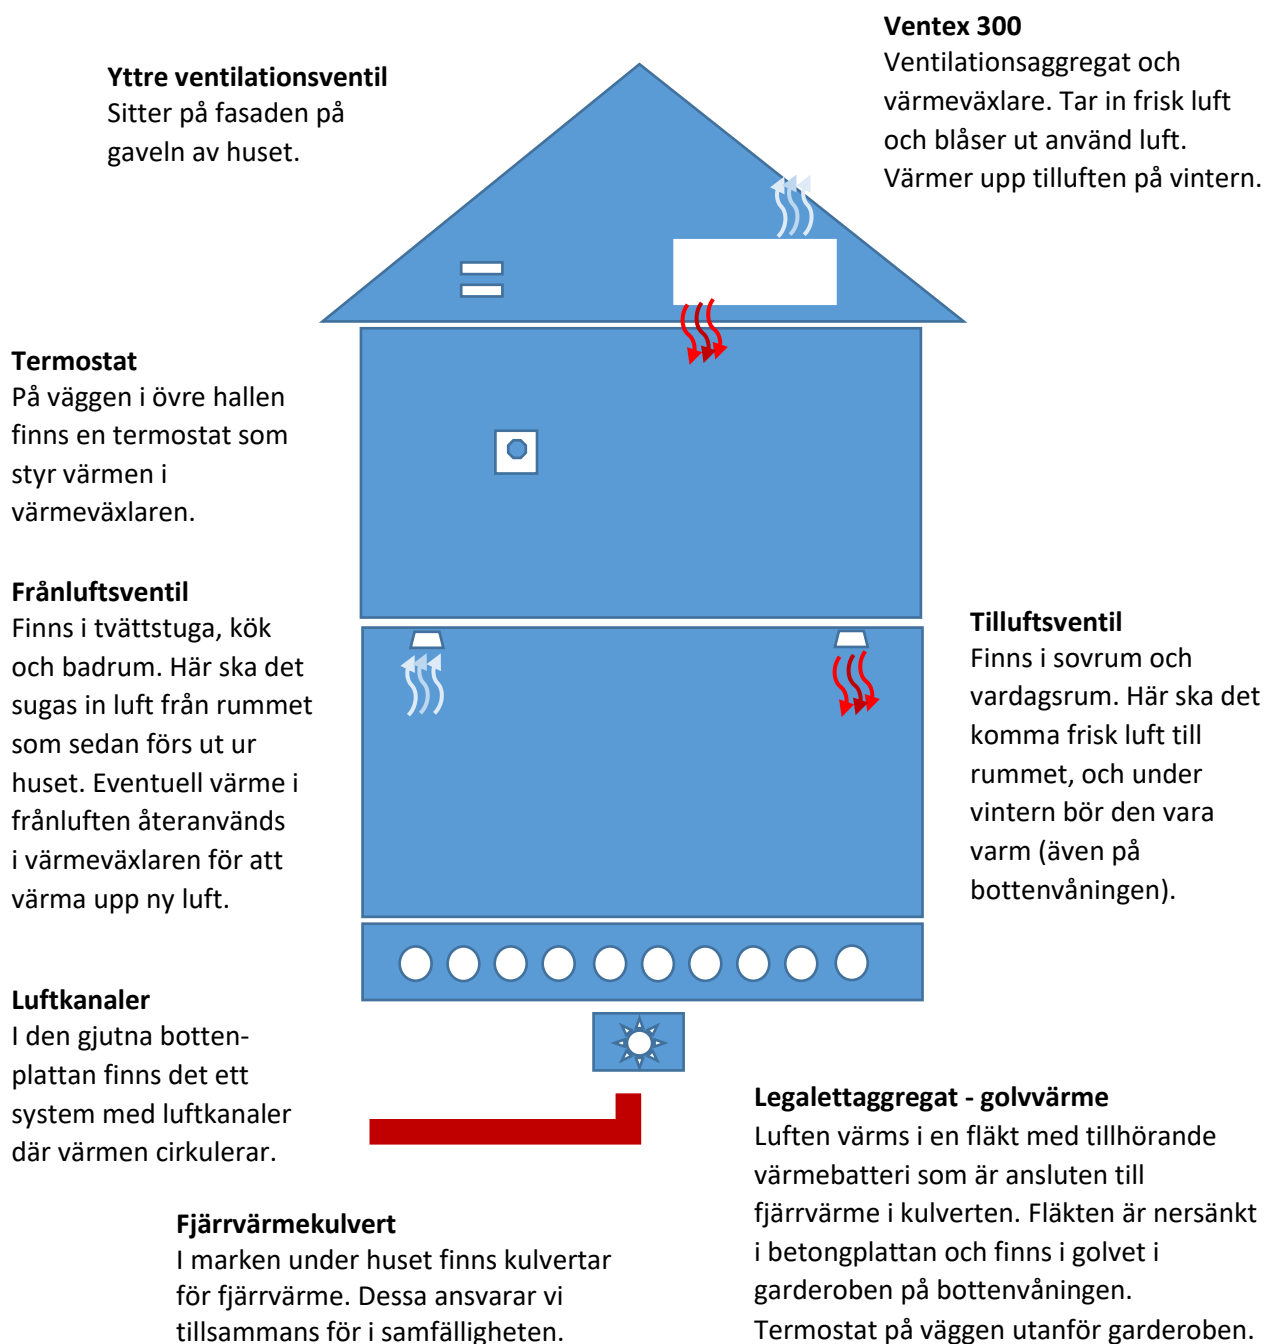 Ventex 300
Ventilationsaggregat och
värmeväxlare. Tar in frisk luft
och blåser ut använd luft.
Värmer upp tilluften på vintern.
Yttre ventilationsventil
Sitter på fasaden på
gaveln av huset.
Termostat
På väggen i övre hallen
finns en termostat som
styr värmen i
värmeväxlaren.
Frånluftsventil
Finns i tvättstuga, kök
och badrum. Här ska det
sugas in luft från rummet
som sedan förs ut ur
huset. Eventuell värme i
frånluften återanvänds
i värmeväxlaren för att
värma upp ny luft.
Tilluftsventil
Finns i sovrum och
vardagsrum. Här ska det
komma frisk luft till
rummet, och under
vintern bör den vara
varm (även på
bottenvåningen).
Luftkanaler
I den gjutna botten-
plattan finns det ett
system med luftkanaler
där värmen cirkulerar.
Legalettaggregat - golvvärme
Luften värms i en fläkt med tillhörande
värmebatteri som är ansluten till
fjärrvärme i kulverten. Fläkten är nersänkt
i betongplattan och finns i golvet i
garderoben på bottenvåningen.
Termostat på väggen utanför garderoben.
Fjärrvärmekulvert
I marken under huset finns kulvertar
för fjärrvärme. Dessa ansvarar vi
tillsammans för i samfälligheten.